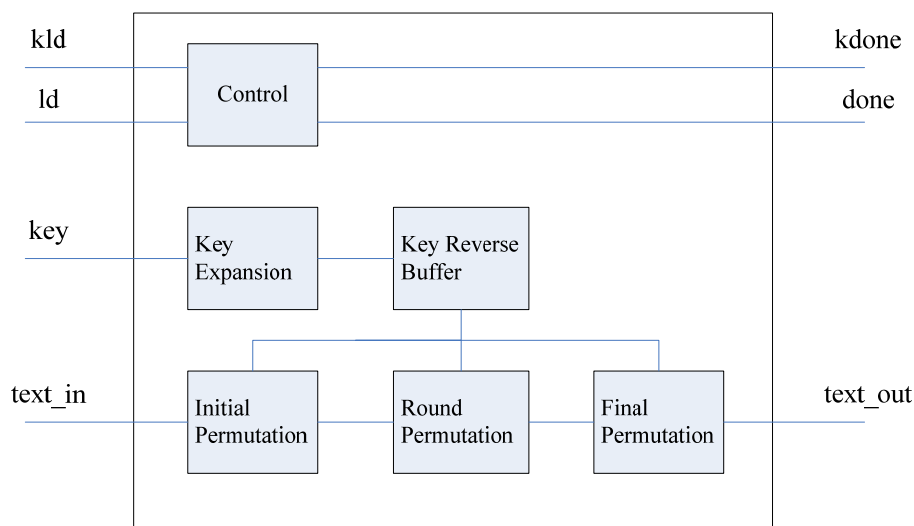 kld
kdone
Control
ld
done
key
Key
Expansion
Key Reverse
Buffer
text_in
Initial
Permutation
Round
Permutation
Final
Permutation
text_out